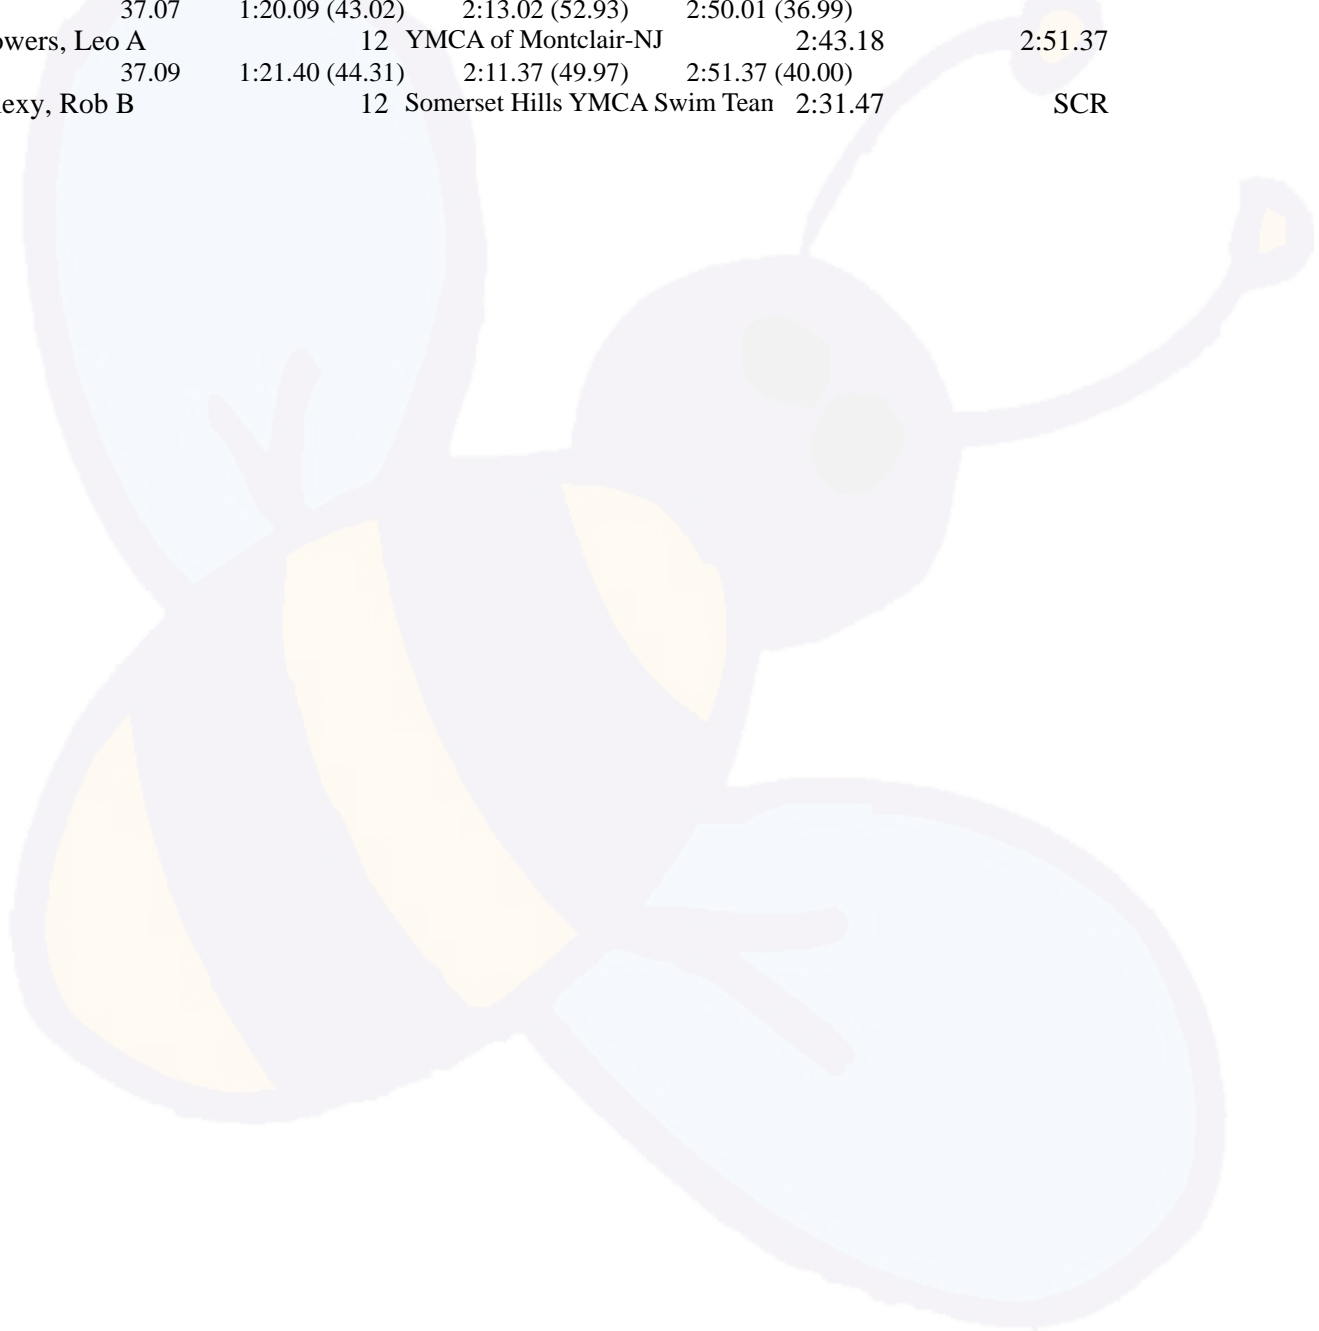 37.07 1:20.09 (43.02) 2:13.02 (52.93) 2:50.01 (36.99)
owers, Leo A 12 YMCA of Montclair-NJ 2:43.18 2:51.37
37.09 1:21.40 (44.31) 2:11.37 (49.97) 2:51.37 (40.00)
exy, Rob B 12 Somerset Hills YMCA Swim Tean 2:31.47 SCR